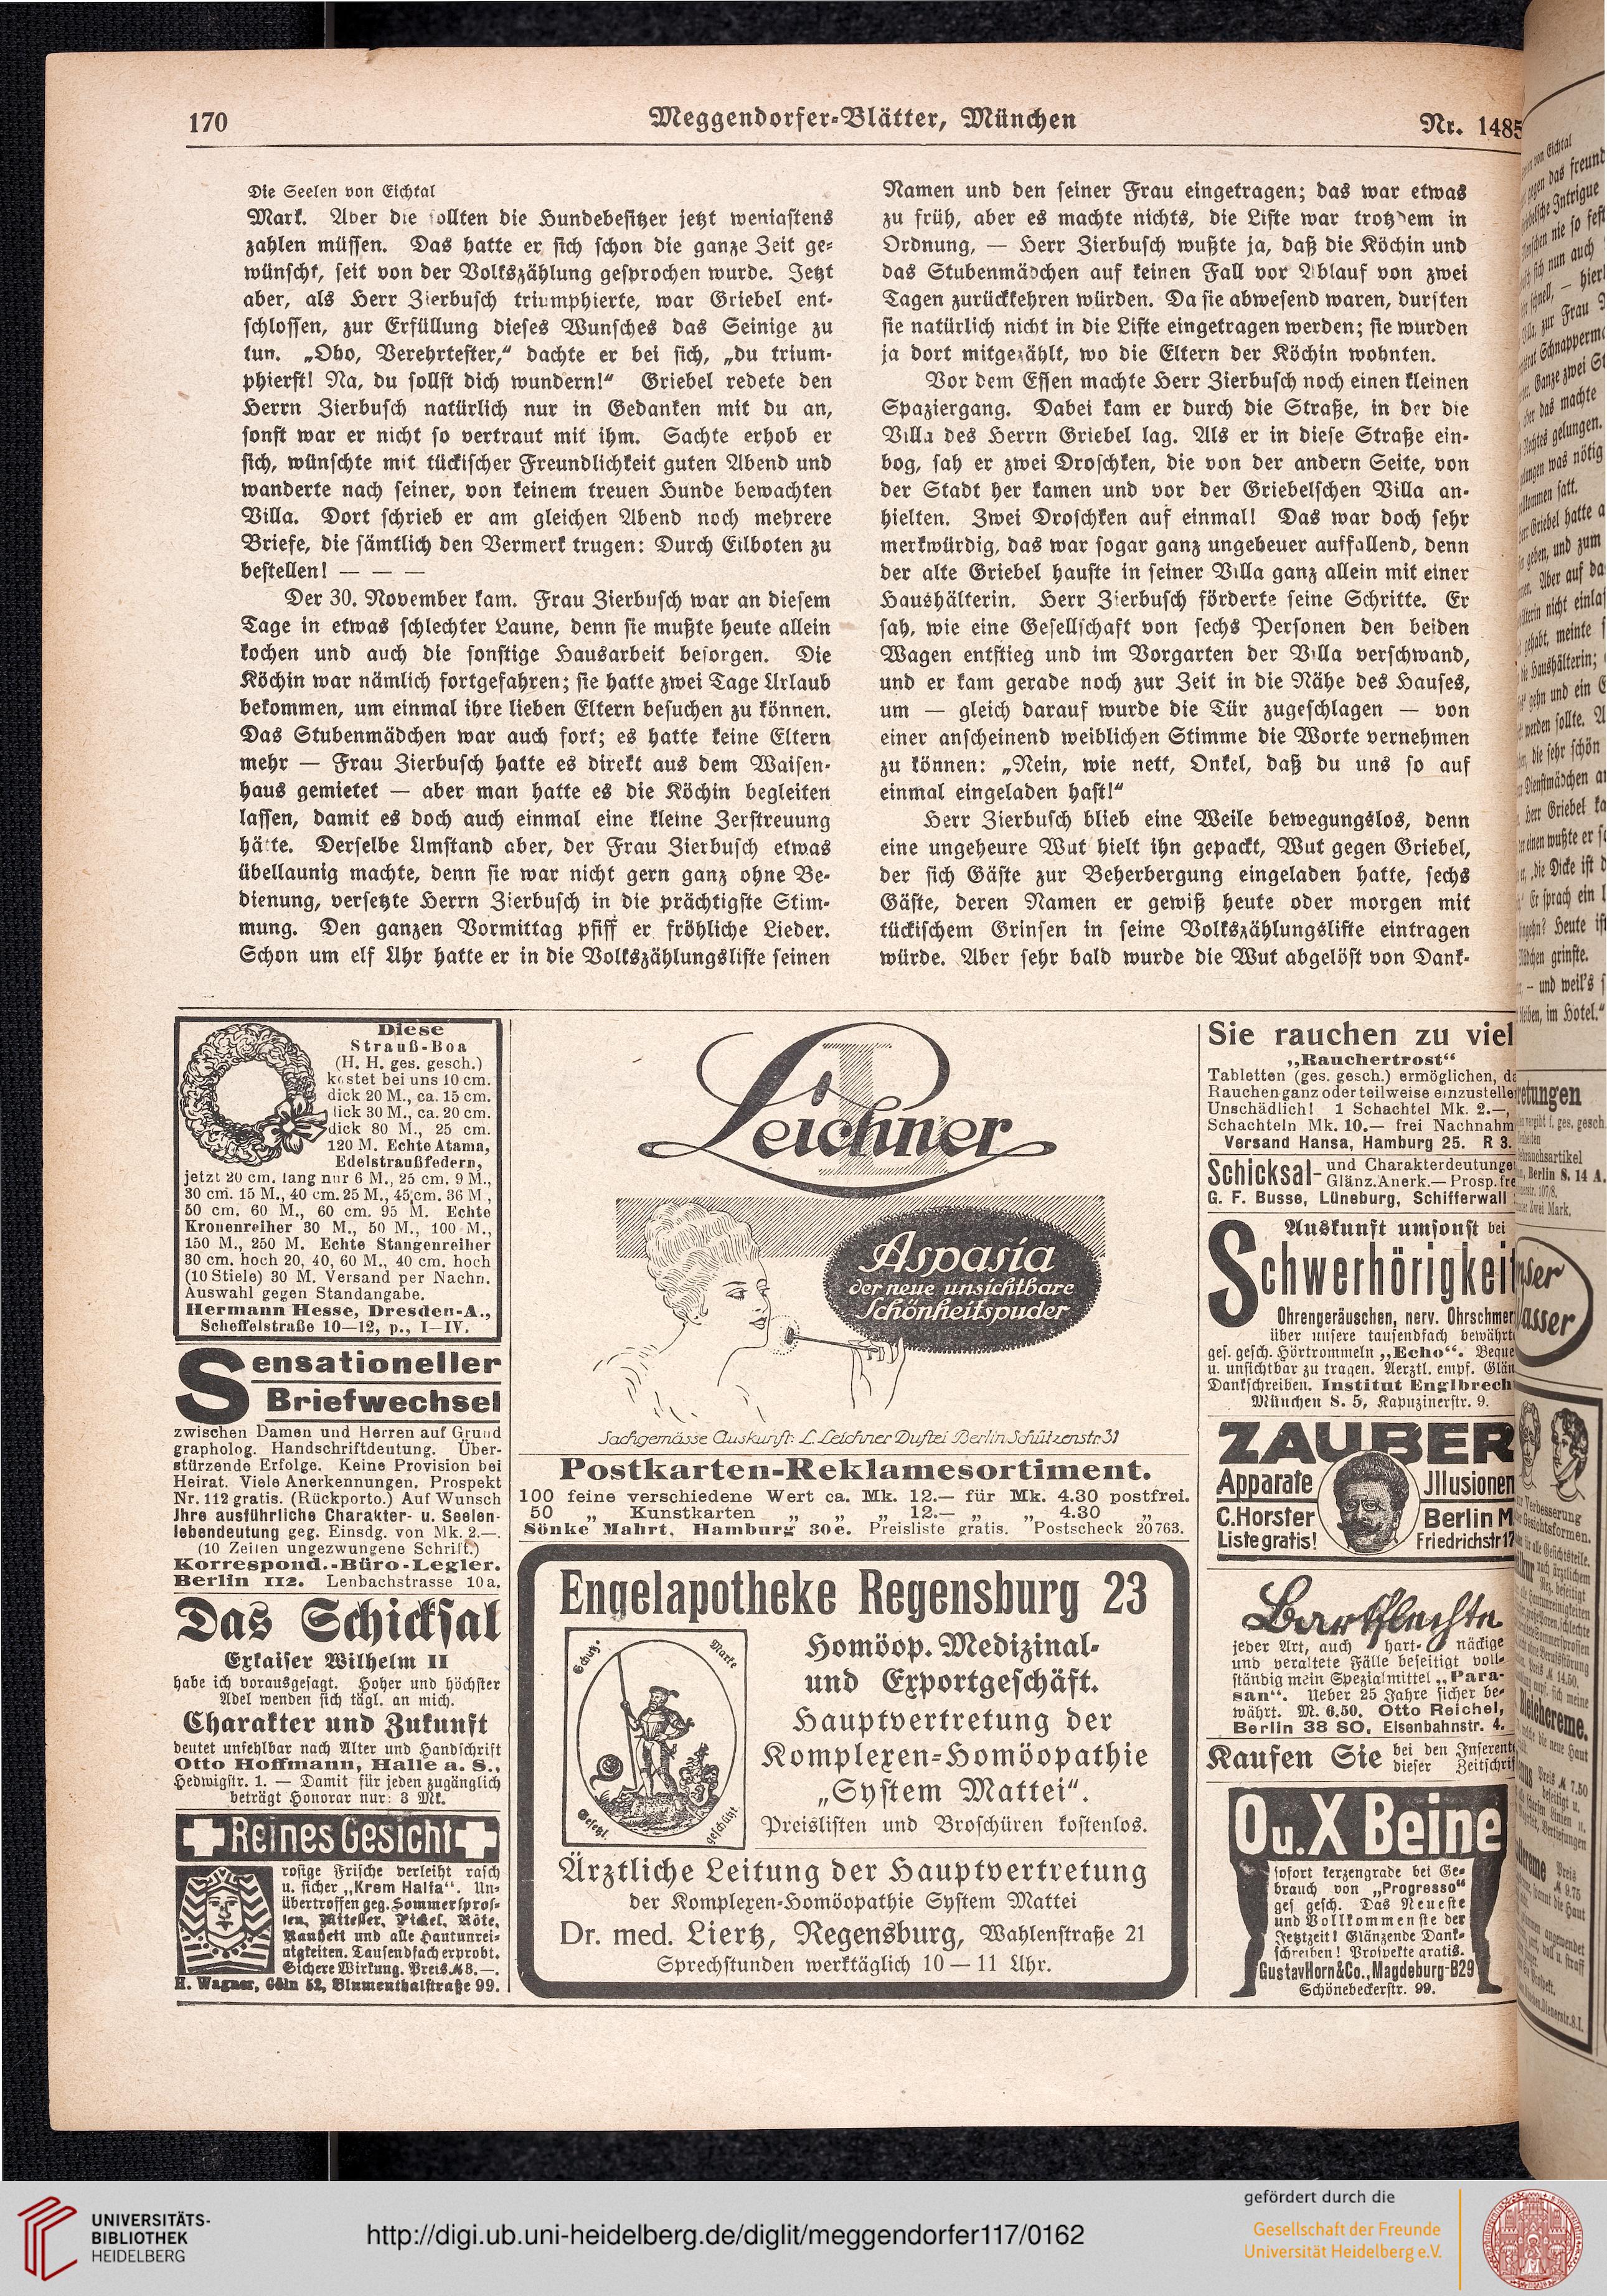 170
Meggendorfer-Blätter, München
Nr. 1485
Die Seelen von Eichtal
Mark. Aber die sollten die Hundebesitzer jetzt wenigstens
zahlen müssen. Das hatte er sich schon die ganze Zeit ge-
wünscht, seit von der Volkszählung gesprochen wurde. Jetzt
aber, als Herr Zierbusch triumphierte, war Griebel ent-
schlossen, zur Erfüllung dieses Wunsches das Seinige zu
tun. „Oho, Verehrtester,“ dachte er bei sich, „du trium-
phierst! Na, du sollst dich wundern!“ Griebel redete den
Herrn Zierbusch natürlich nur in Gedanken mit du an,
sonst war er nicht so vertraut mit ihm. Sachte erhob er
sich, wünschte mit tückischer Freundlichkeit guten Abend und
wanderte nach seiner, von keinem treuen Hunde bewachten
Villa. Dort schrieb er am gleichen Abend noch mehrere
Briefe, die sämtlich den Vermerk trugen: Durch Eilboten zu
bestellen! — — —
Der 30. November kam. Frau Zierbusch war an diesem
Tage in etwas schlechter Laune, denn sie mußte heute allein
kochen und auch die sonstige Hausarbeit besorgen. Die
Köchin war nämlich fortgefahren; sie hatte zwei Tage Urlaub
bekommen, um einmal ihre lieben Eltern besuchen zu können.
Das Stubenmädchen war auch fort; es hatte keine Eltern
mehr — Frau Zierbusch hatte es direkt aus dem Waisen-
haus gemietet — aber man hatte es die Köchin begleiten
lassen, damit es doch auch einmal eine kleine Zerstreuung
hätte. Derselbe Umstand aber, der Frau Zierbusch etwas
übellaunig machte, denn sie war nicht gern ganz ohne Be-
dienung, versetzte Herrn Zierbusch in die prächtigste Stim-
mung. Den ganzen Vormittag pfiff er fröhliche Lieder.
Schon um elf Uhr hatte er in die Volkszählungsliste seinen
Namen und den seiner Frau eingetragen; das war etwas
zu früh, aber es machte nichts, die Liste war trotzdem in
Ordnung, — Herr Zierbusch wußte ja, daß die Köchin und
das Stubenmädchen auf keinen Fall vor Ablauf von zwei
Tagen zurückkehren würden. Da sie abwesend waren, durften
sie natürlich nicht in die Liste eingetragen werden; sie wurden
ja dort mitgezählt, wo die Eltern der Köchin wohnten.
Vor dem Essen machte Herr Zierbusch noch einen kleinen
Spaziergang. Dabei kam er durch die Straße, in der die
Villa des Herrn Griebel lag. Als er in diese Straße ein-
bog, sah er zwei Droschken, die von der andern Seite, von
der Stadt her kamen und vor der Griebelschen Villa an-
hielten. Zwei Droschken auf einmal! Das war doch sehr
merkwürdig, das war sogar ganz ungeheuer auffallend, denn
der alte Griebel hauste in seiner Villa ganz allein mit einer
Haushälterin. Herr Zierbusch förderte seine Schritte. Er
sah, wie eine Gesellschaft von sechs Personen den beiden
Wagen entstieg und im Vorgarten der Villa verschwand,
und er kam gerade noch zur Zeit in die Nähe des Hauses,
um — gleich darauf wurde die Tür zugeschlagen — von
einer anscheinend weiblichen Stimme die Worte vernehmen
zu können: „Nein, wie nett, Onkel, daß du uns so auf
einmal eingeladen hast!“
Herr Zierbusch blieb eine Weile bewegungslos, denn
eine ungeheure Wut hielt ihn gepackt, Wut gegen Griebel,
der sich Gäste zur Beherbergung eingeladen hatte, sechs
Gäste, deren Namen er gewiß heute oder morgen mit
tückischem Grinsen in seine Volkszählungsliste eintragen
würde. Aber sehr bald wurde die Wut abgelöst von Dank-
Diese
Strauß-Boa
(H. H. ges. gesch.)
kostet bei uns 10 cm.
dick 20 M., ca. 15 cm.
dick 30 M., ca. 20 cm.
dick 80 M., 25 cm.
120 M. Echte Atama,
Edelstraußfedern,
jetzt 20 cm. lang nur 6 M., 25 cm. 9 M.,
30 cm. 15 M., 40 cm. 25 M., 45 cm. 36 M.,
50 cm. 60 M., 60 cm. 95 M. Echte
Kronenreiher 30 M., 50 M., 100 M.,
150 M., 250 M. Echte Stangenreiher
30 cm. hoch 20, 40, 60 M., 40 cm. hoch
(10 Stiele) 30 M. Versand per Nachn.
Auswahl gegen Standangabe.
Hermann Hesse, Dresden-A.,
Scheffelstraße 10—12, p., I—IV.
Sensationeller
Briefwechsel
zwischen Damen und Herren auf Grund
grapholog. Handschriftdeutung. Über-
stürzende Erfolge. Keine Provision bei
Heirat. Viele Anerkennungen. Prospekt
Nr. 112 gratis. (Rückporto.) Auf Wunsch
Jhre ausführliche Charakter- u. Seelen-
lebendeutung geg. Einsdg. von Mk. 2.—.
(10 Zeilen ungezwungene Schrift.)
Korrespond.-Büro-Legler.
Berlin 112. Lenbachstrasse 10a.
Das Schicksal
Exkaiser Wilhelm II
habe ich vorausgesagt. Hoher und höchster
Adel wenden sich tägl. an mich.
Charakter und Zukunft
deutet unfehlbar nach Alter und Handschrift
Otto Hoffmann, Halle a. S.,
Hedwigstr. 1. — Damit für jeden zugänglich
beträgt Honorar nur: 3 Mk.
Reines Gesicht
rosige Frische verleiht rasch
u. sicher „Krem Halfa“. Un-
übertroffen geg. Sommerspros-
sen, Mitesser, Pickel, Röte,
Rauheit und alle Hautunrei-
nigkeiten. Tausendfach erprobt.
Sichere Wirkung. Preis M 8.—.
H. Wagner, Cöln 52, Blumenthalstraße 99.
Leichner
Aspasia
der neue unsichtbare
Schönheitspuder
Sachgemässe Auskunft: L. Leichner Duftei Berlin Schützenstr 31
Postkarten-Reklamesortiment.
100 feine verschiedene Wert ca. Mk. 12.— für Mk. 4.30 postfrei.
50 „ Kunstkarten „ „ „ 12.— „ „ 4.30 „
Sönke Mahrt, Hamburg 30e. Preisliste gratis. Postscheck 20763.
Engelapotheke Regensburg 23
Schutz-
Marke
Gesetzl.
geschützt.
Homöop. Medizinal-
und Exportgeschäft.
Hauptvertretung der
Komplexen-Homöopathie
„System Mattei“.
Preislisten und Broschüren kostenlos.
Ärztliche Leitung der Hauptvertretung
der Komplexen-Homöopathie System Mattei
Dr. med. Liertz, Regensburg, Wahlenstraße 21
Sprechstunden werktäglich 10 — 11 Uhr.
Sie rauchen zu viel
„Rauchertrost“
Tabletten (ges. gesch.) ermöglichen, da
Rauchen ganz oder teilweise einzustelle
Unschädlich! 1 Schachtel Mk. 2.—,
Schachteln Mk. 10.— frei Nachnahm
Versand Hansa, Hamburg 25. R 3.
Schicksal- und Charakterdeutunge
Glänz. Anerk.— Prosp. fre
G. F. Busse, Lüneburg, Schifferwall
Auskunft umsonst bei
Schwerhörigkeit
Ohrengeräuschen, nerv. Ohrschmer
über unsere tausendfach bewährt
ges. gesch. Hörtrommeln „Echo“. Beque
u. unsichtbar zu tragen. Aerztl. empf. Glän
Dankschreiben. Institut Englbrech
München S. 5, Kapuzinerstr. 9.
ZAUBER
Apparate
Jllusionen
C. Horster
Berlin
Liste gratis!
Friedrichstr 17
Bartflechte
jeder Art, auch hart- näckige
und veraltete Fälle beseitigt voll-
ständig mein Spezialmittel „Para-
san“. Ueber 25 Jahre sicher be-
währt. M. 6.50. Otto Reichel,
Berlin 38 SO, Eisenbahnstr. 4.
Kaufen Sie bei den Inserent
dieser Zeitschrif
O u. X Beine
sofort kerzengrade bei Ge-
brauch von „Progresso“
ges gesch. Das Neueste
und Vollkommenste der
Jetztzeit! Glänzende Dank-
schreiben! Prospekte gratis.
Gustav Horn & Co., Magdeburg-B29
Schönebeckerstr. 99.
UNIVERSITÄTS-
BIBLIOTHEK
HEIDELBERG
http://digi.ub.uni-heidelberg.de/diglit/meggendorfer117/0162
gefördert durch die
Gesellschaft der Freunde
Universität Heidelberg e.V.